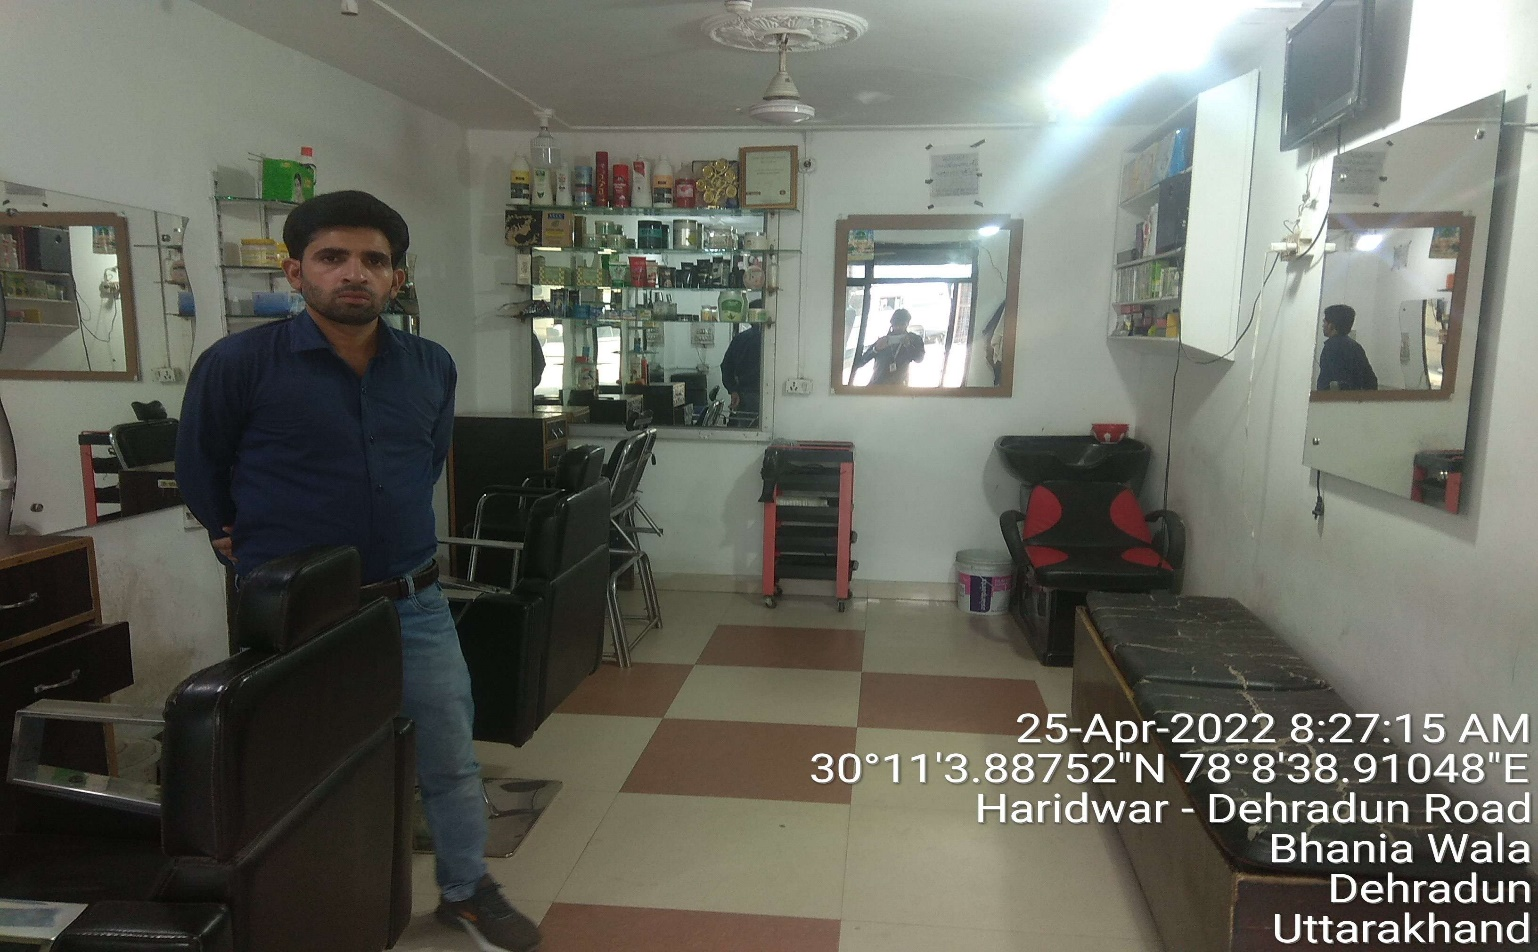 25-Apr-2022 8:27:15 AM
30°11'3.88752"N 78°8'38.91048"E
Haridwar - Dehradun Road
Bhania Wala
Dehradun
Uttarakhand